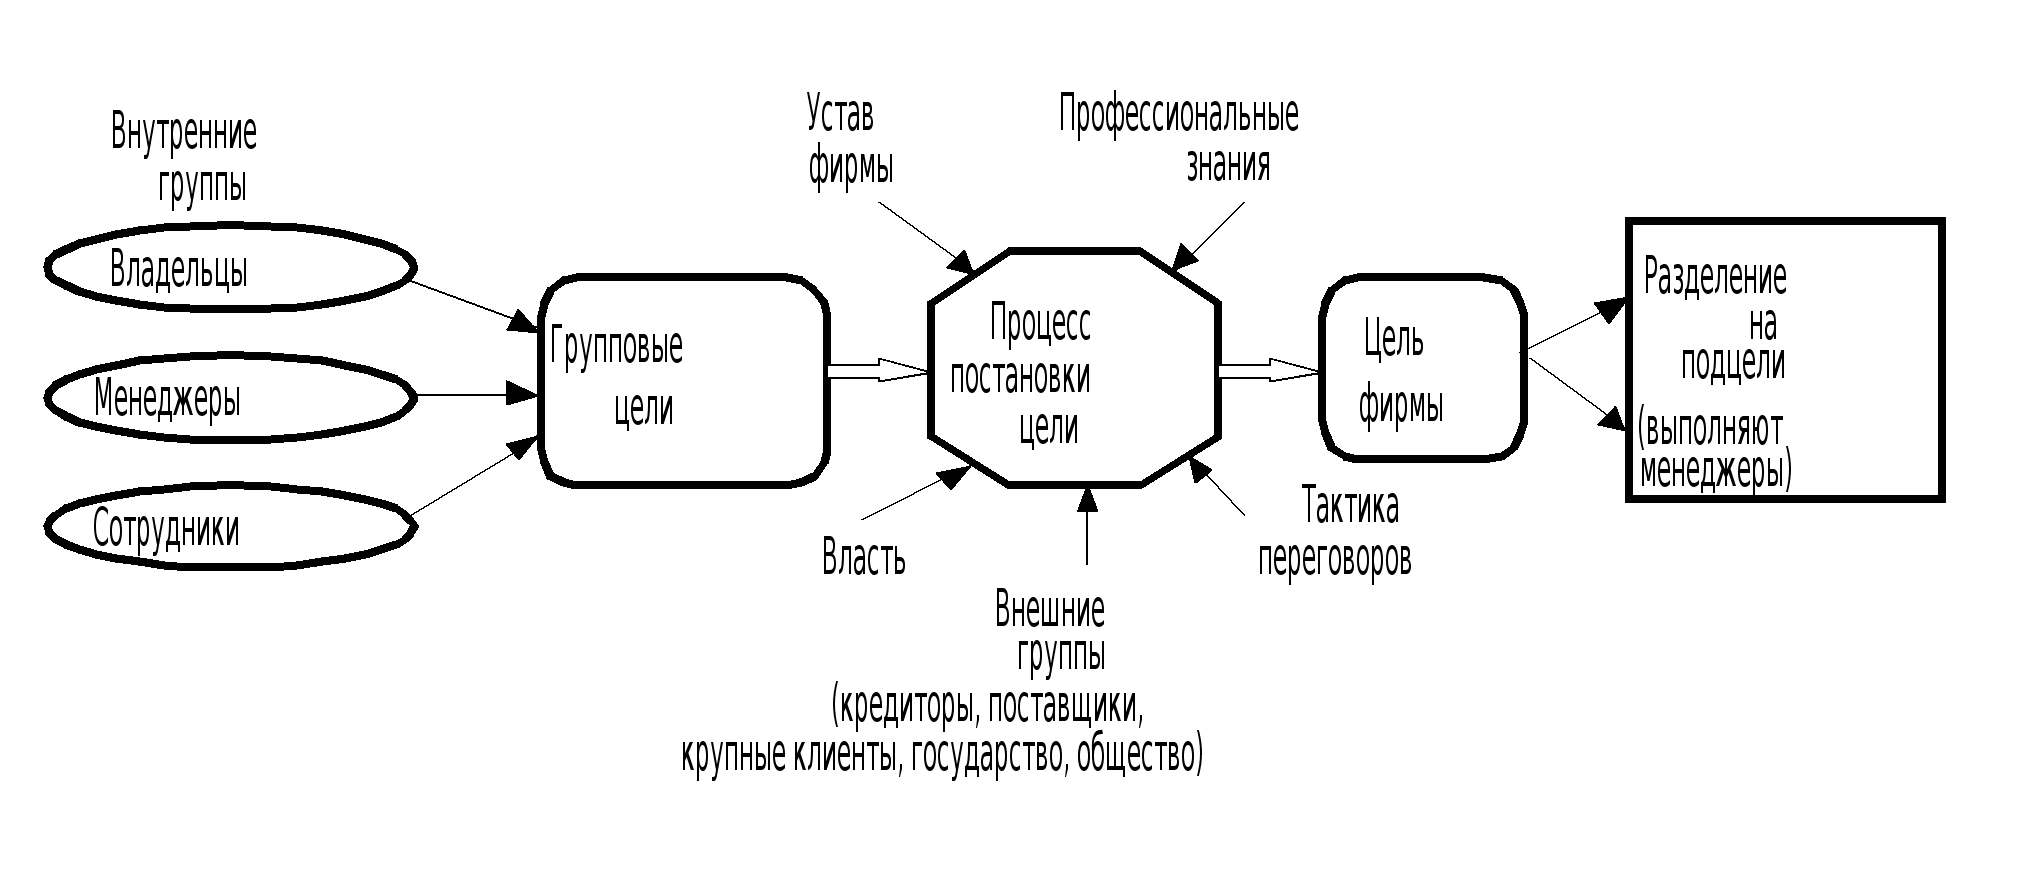 Внутренние
группы
Владельцы
Менеджеры
Сотрудники
Групповые
цели
Устав
фирмы
Профессиональные
знания
Процесс
постановки
цели
Власть
Внешние
группы
(кредиторы, поставщики,
крупные клиенты, государство, общество)
Тактика
переговоров
Цель
фирмы
Разделение
на
подцели
(выполняют
менеджеры)